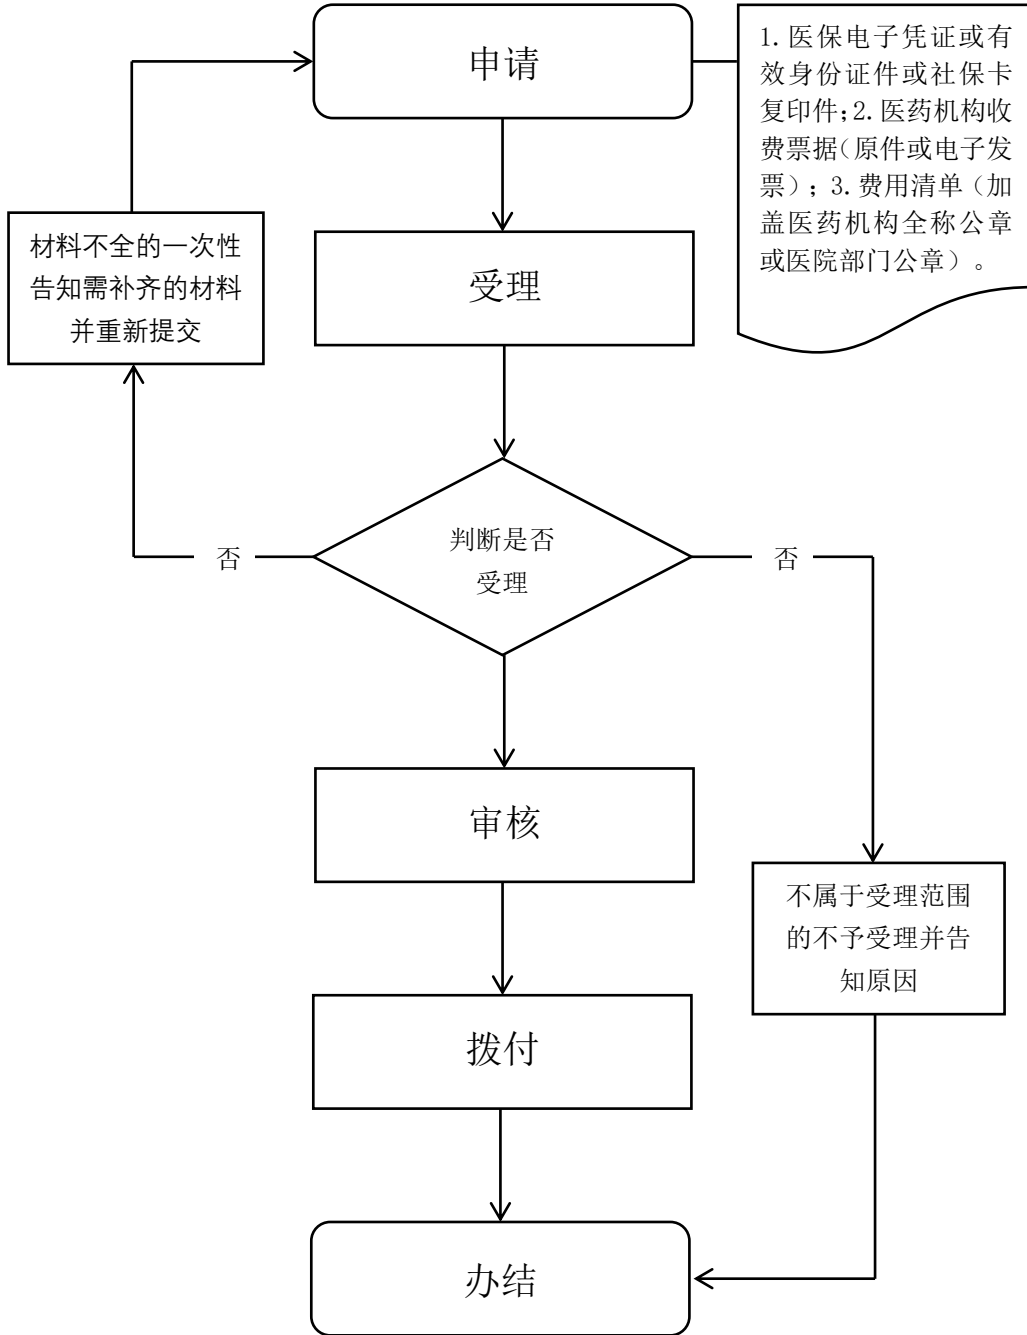 申请
1.医保电子凭证或有
效身份证件或社保卡
复印件;2.医药机构收
费票据(原件或电子发
票);3.费用清单(加
盖医药机构全称公章
或医院部门公章)。
材料不全的一次性
告知需补齐的材料
并重新提交
受理
判断是否
受理
否
否
审核
不属于受理范围
的不予受理并告
知原因
拨付
办结